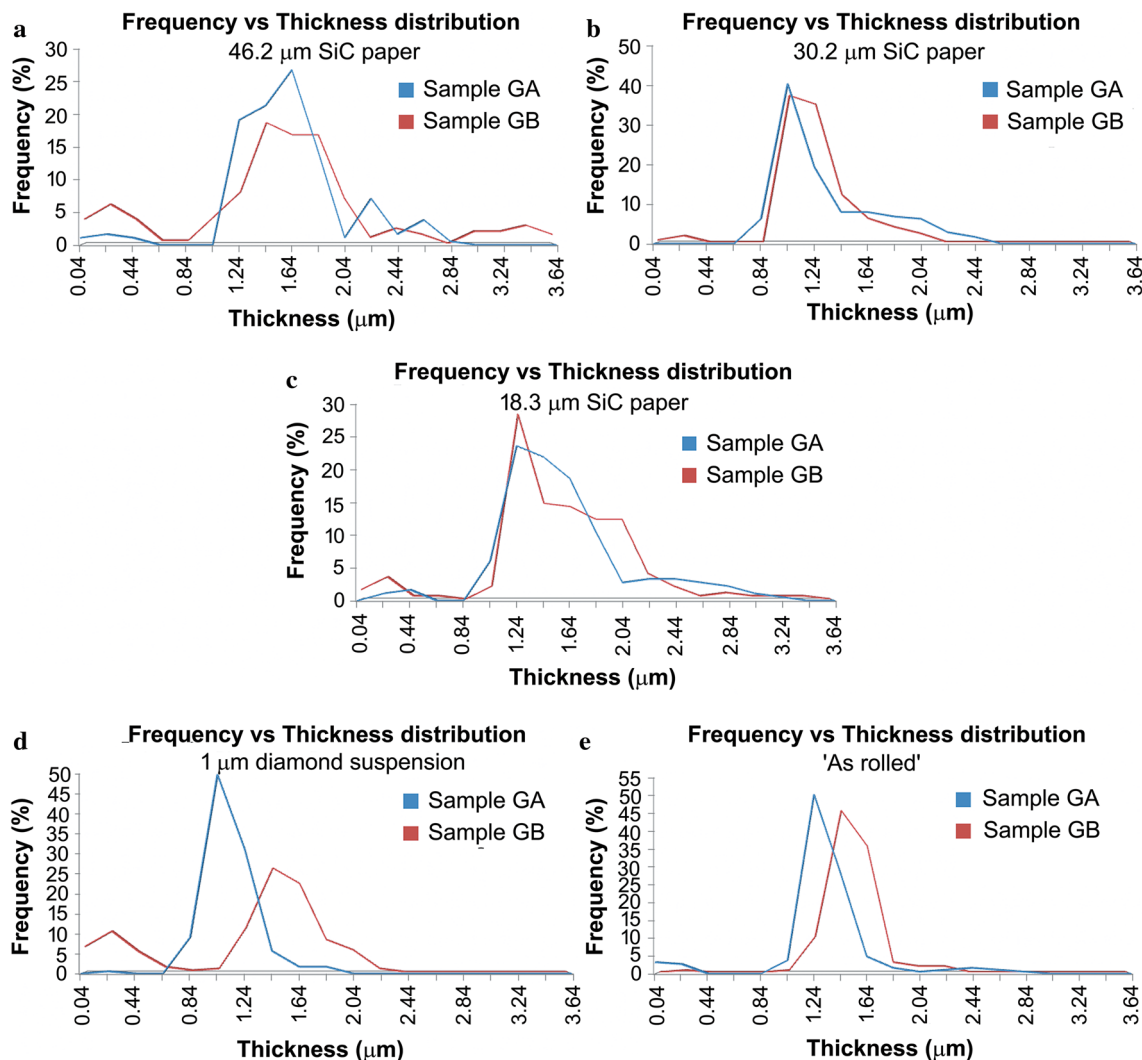 a
Frequency vs Thickness distribution
46.2 μm SiC paper
Frequency (%)
30
25
20
15
10
5
0
Sample GA
Sample GB
0.04 0.44 0.84 1.24 1.64 2.04 2.44 2.84 3.24 3.64
Thickness (μm)
b
Frequency vs Thickness distribution
30.2 μm SiC paper
Frequency (%)
50
40
30
20
10
0
Sample GA
Sample GB
0.04 0.44 0.84 1.24 1.64 2.04 2.44 2.84 3.24 3.64
Thickness (μm)
c
Frequency vs Thickness distribution
18.3 μm SiC paper
Frequency (%)
30
25
20
15
10
5
0
Sample GA
Sample GB
0.04 0.44 0.84 1.24 1.64 2.04 2.44 2.84 3.24 3.64
Thickness (μm)
d
Frequency vs Thickness distribution
1 μm diamond suspension
Frequency (%)
50
45
40
35
30
25
20
15
10
5
0
Sample GA
Sample GB
0.04 0.44 0.84 1.24 1.64 2.04 2.44 2.84 3.24 3.64
Thickness (μm)
e
Frequency vs Thickness distribution
'As rolled'
Frequency (%)
55
50
45
40
35
30
25
20
15
10
5
0
Sample GA
Sample GB
0.04 0.44 0.84 1.24 1.64 2.04 2.44 2.84 3.24 3.64
Thickness (μm)